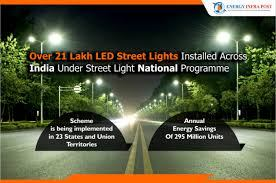 ENERGY INFRA POST
Over 21 Lakh LED Street Lights Installed Across
India Under Street Light National Programme
Scheme
is being implemented
in 23 States and Union
Territories
Annual
Energy Savings
Of 295 Million Units